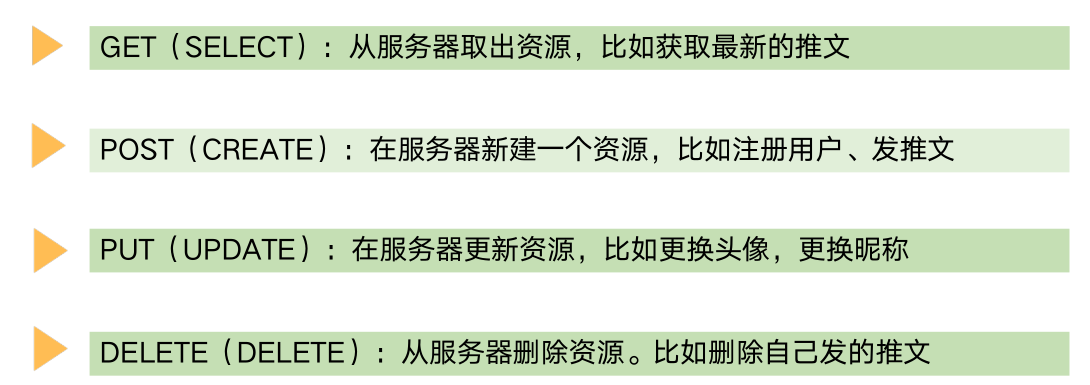 GET（SELECT）：从服务器取出资源，比如获取最新的推文
POST（CREATE）：在服务器新建一个资源，比如注册用户、发推文
PUT（UPDATE）：在服务器更新资源，比如更换头像，更换昵称
DELETE（DELETE）：从服务器删除资源。比如删除自己发的推文